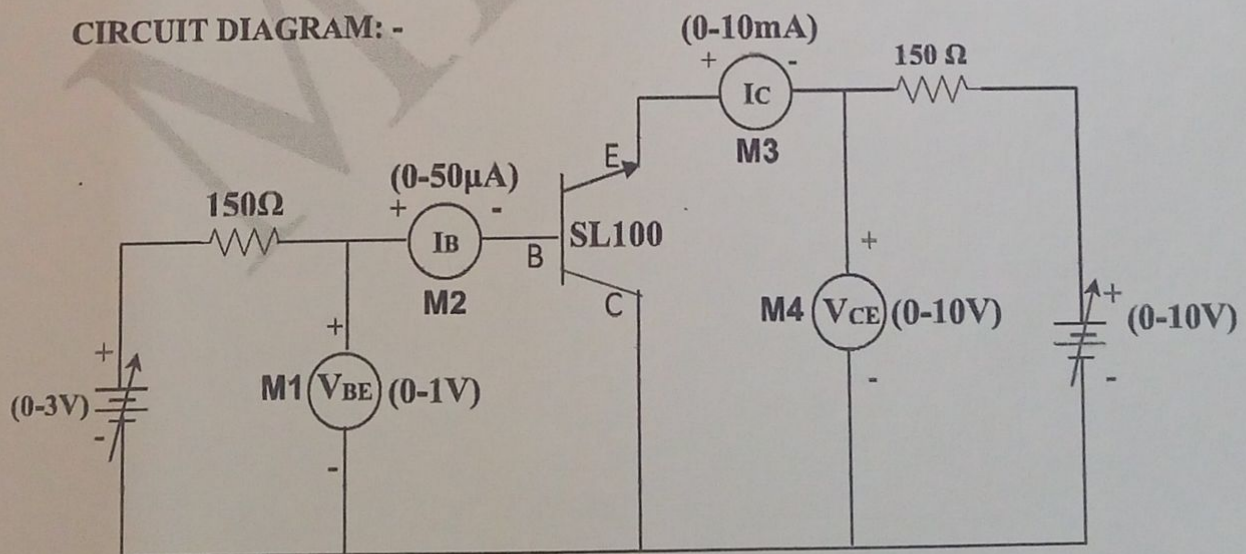 CIRCUIT DIAGRAM: -
(0-10mA)
+ -
150 Ω
IC
M3
E
(0-50μA)
+ -
150Ω
IB
M2
B
SL100
C
+
M4 VCE (0-10V)
-
+ (0-10V)
-
+
(0-3V)
-
+
M1 VBE (0-1V)
-